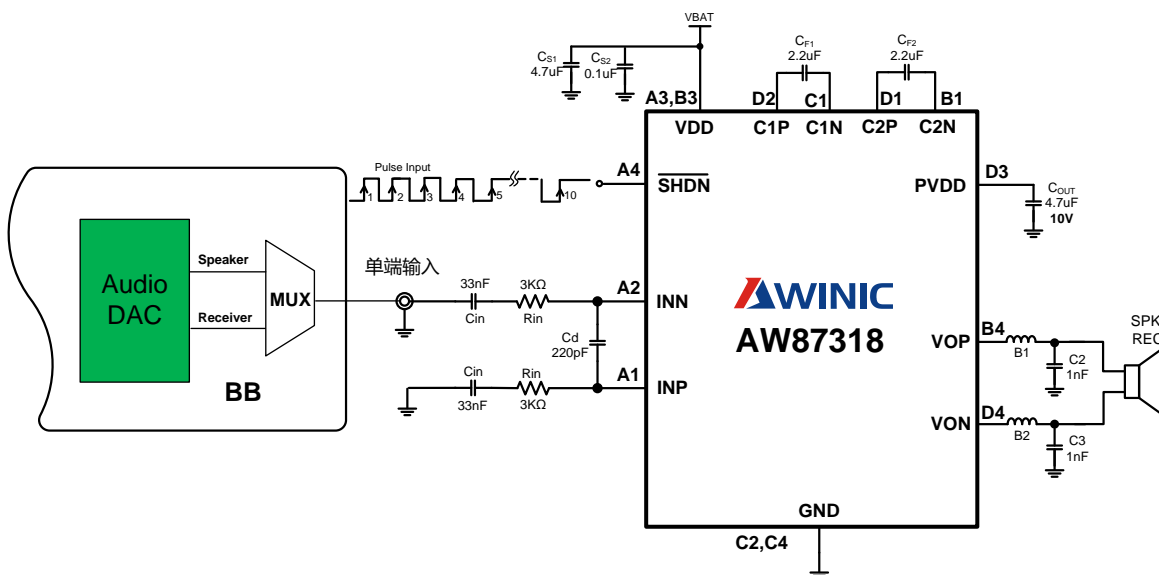 VBAT
CS1
4.7uF
CS2
0.1uF
CF1
2.2uF
CF2
2.2uF
A3,B3
D2
C1
D1
B1
VDD
C1P
C1N
C2P
C2N
Pulse Input
1
2
3
4
5
10
A4
SHDN
PVDD
D3
COUT
4.7uF
10V
Audio
DAC
Speaker
Receiver
MUX
BB
单端输入
33nF
Cin
3KΩ
Rin
A2
INN
Cd
220pF
Cin
33nF
Rin
3KΩ
A1
INP
AWINIC
AW87318
VOP
B4
B1
C2
1nF
SPK
REC
VON
D4
B2
C3
1nF
GND
C2,C4